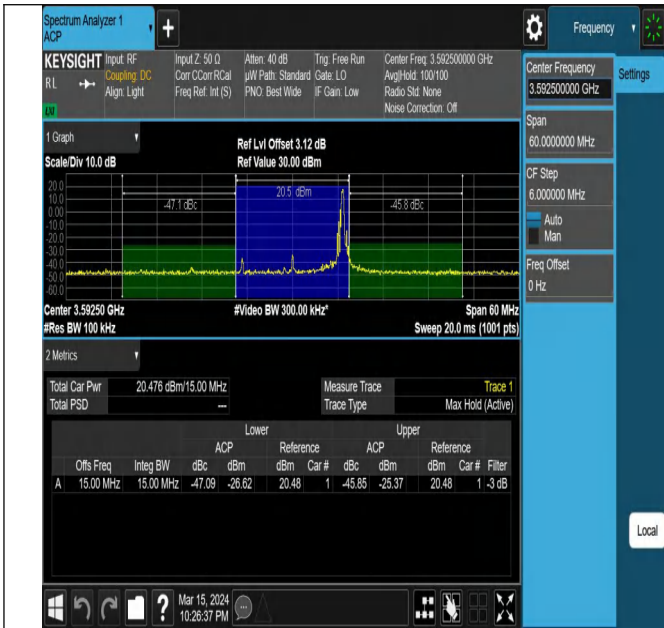 Spectrum Analyzer 1
ACP
+
Frequency
KEYSIGHT
RL
LXI
Input: RF
Coupling: DC
Align: Light
Input Z: 50 Ω
Corr CCorr RCal
Freq Ref: Int (S)
Atten: 40 dB
µW Path: Standard
PNO: Best Wide
Trig: Free Run
Gate: LO
IF Gain: Low
Center Freq: 3.592500000 GHz
Avg|Hold: 100/100
Radio Std: None
Noise Correction: Off
Center Frequency
3.592500000 GHz
Settings
Span
60.0000000 MHz
CF Step
6.000000 MHz
Auto
Man
Freq Offset
0 Hz
Local
1 Graph
Scale/Div 10.0 dB
Ref Lvl Offset 3.12 dB
Ref Value 30.00 dBm
20.0
10.0
0.00
-10.0
-20.0
-30.0
-40.0
-50.0
-60.0
-47.1 dBc
20.5 dBm
-45.8 dBc
Center 3.59250 GHz
#Res BW 100 kHz
#Video BW 300.00 kHz*
Span 60 MHz
Sweep 20.0 ms (1001 pts)
2 Metrics
Total Car Pwr 20.476 dBm/15.00 MHz
Total PSD ---
Measure Trace Trace 1
Trace Type Max Hold (Active)
Lower Upper
ACP Reference ACP Reference
Offs Freq Integ BW dBc dBm dBm Car # dBc dBm dBm Car # Filter
A 15.00 MHz 15.00 MHz -47.09 -26.62 20.48 1 -45.85 -25.37 20.48 1 -3 dB
?
Mar 15, 2024
10:26:37 PM